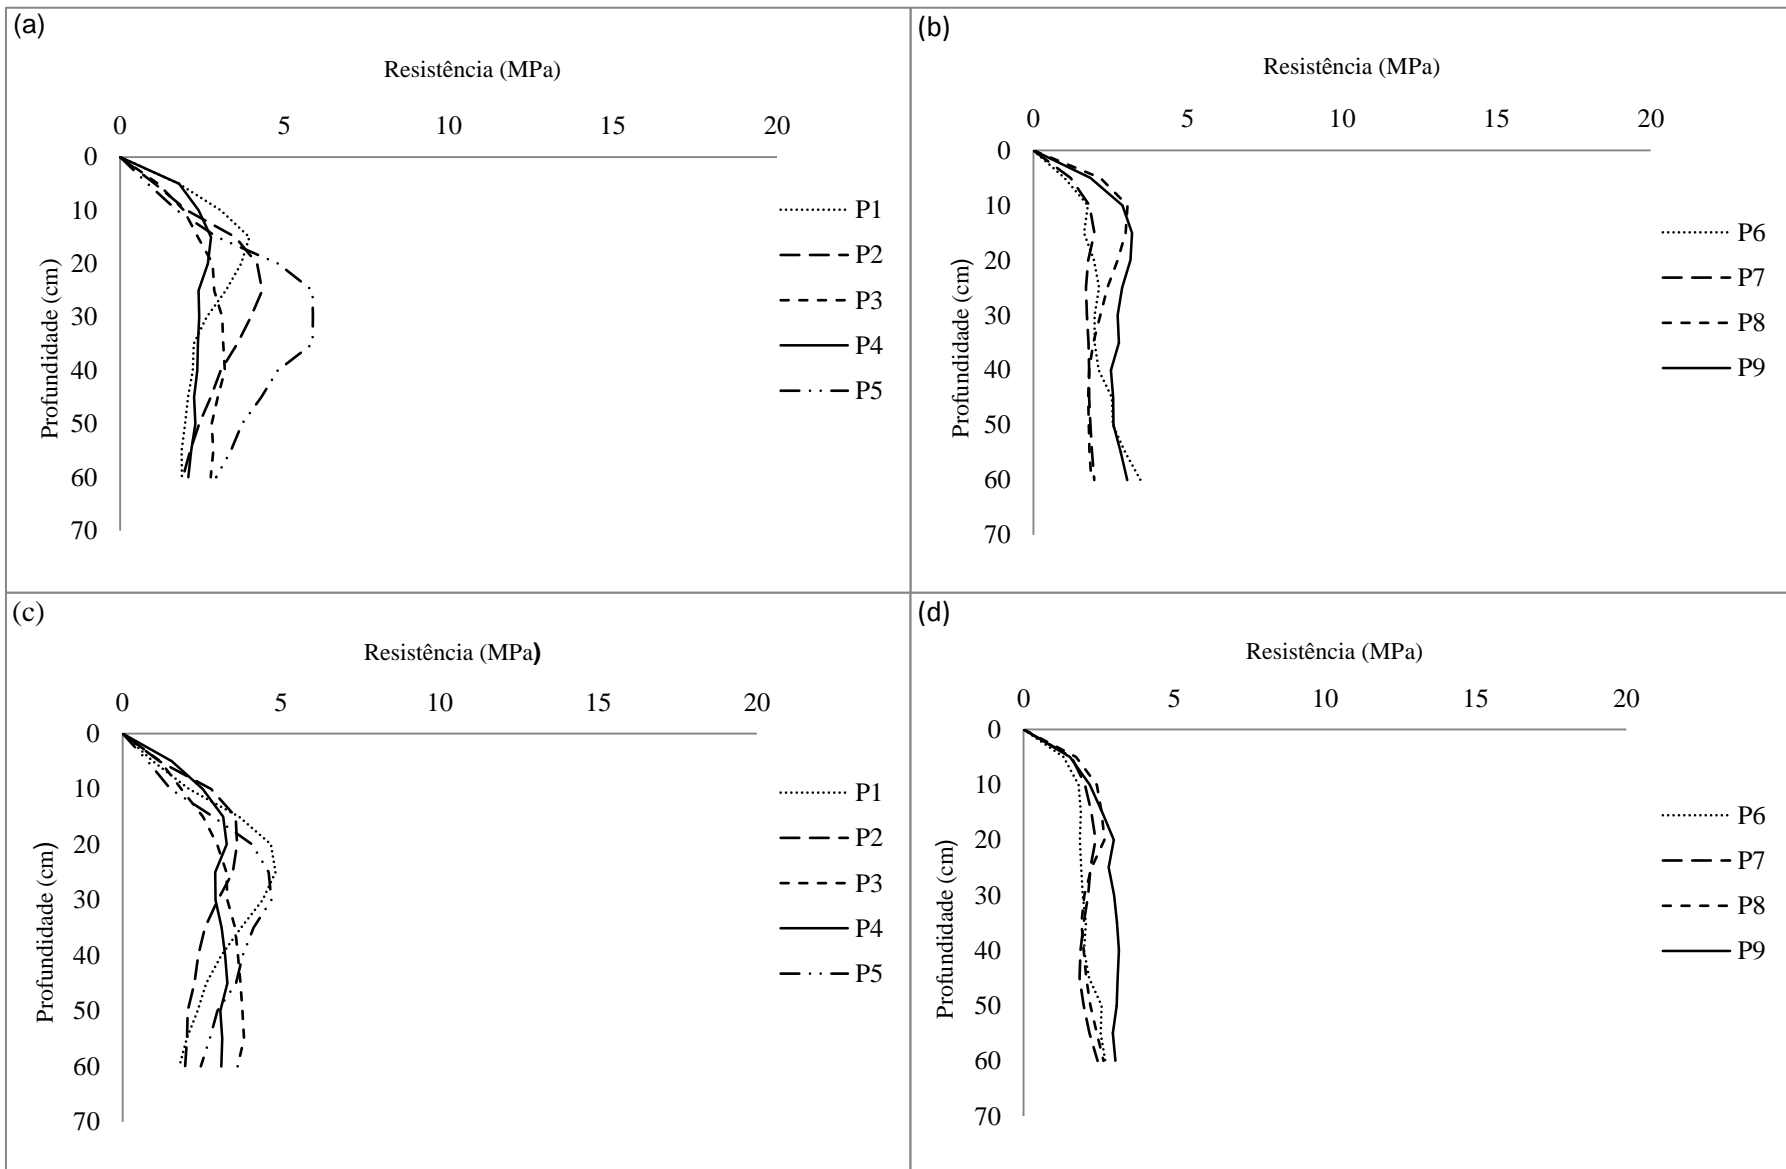 (a)
Resistência (MPa)
0 5 10 15 20
0
10
20
30
40
50
60
70
Profundidade (cm)
P1
P2
P3
P4
P5
(b)
Resistência (MPa)
0 5 10 15 20
0
10
20
30
40
50
60
70
Profundidade (cm)
P6
P7
P8
P9
(c)
Resistência (MPa)
0 5 10 15 20
0
10
20
30
40
50
60
70
Profundidade (cm)
P1
P2
P3
P4
P5
(d)
Resistência (MPa)
0 5 10 15 20
0
10
20
30
40
50
60
70
Profundidade (cm)
P6
P7
P8
P9